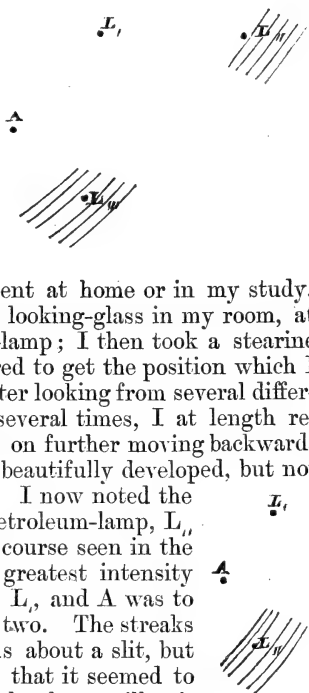 L,
L,,
A
L,,,
ent at home or in my study.
looking-glass in my room, at
lamp; I then took a stearine
ed to get the position which I
ter looking from several differ-
several times, I at length re
on further moving backward
beautifully developed, but no
I now noted the
etroleum-lamp, L,,
course seen in the
greatest intensity
L,, and A was to
two. The streaks
s about a slit, but
that it seemed to
L,
A
L,,